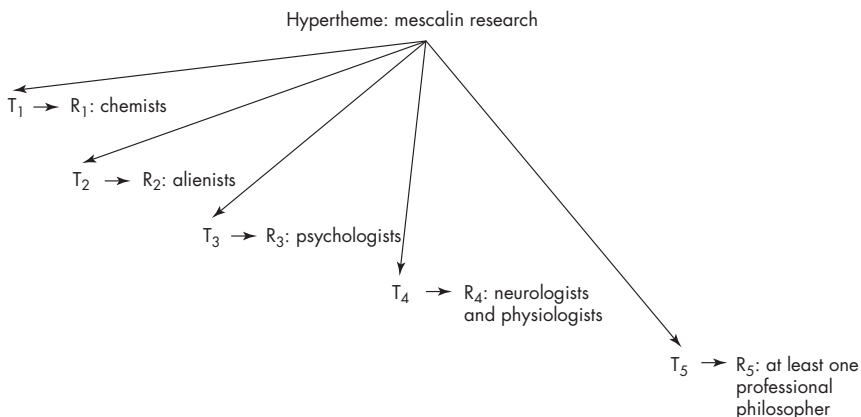 Hypertheme: mescalin research
T₁ → R₁: chemists
T₂ → R₂: alienists
T₃ → R₃: psychologists
T₄ → R₄: neurologists
and physiologists
T₅ → R₅: at least one
professional
philosopher